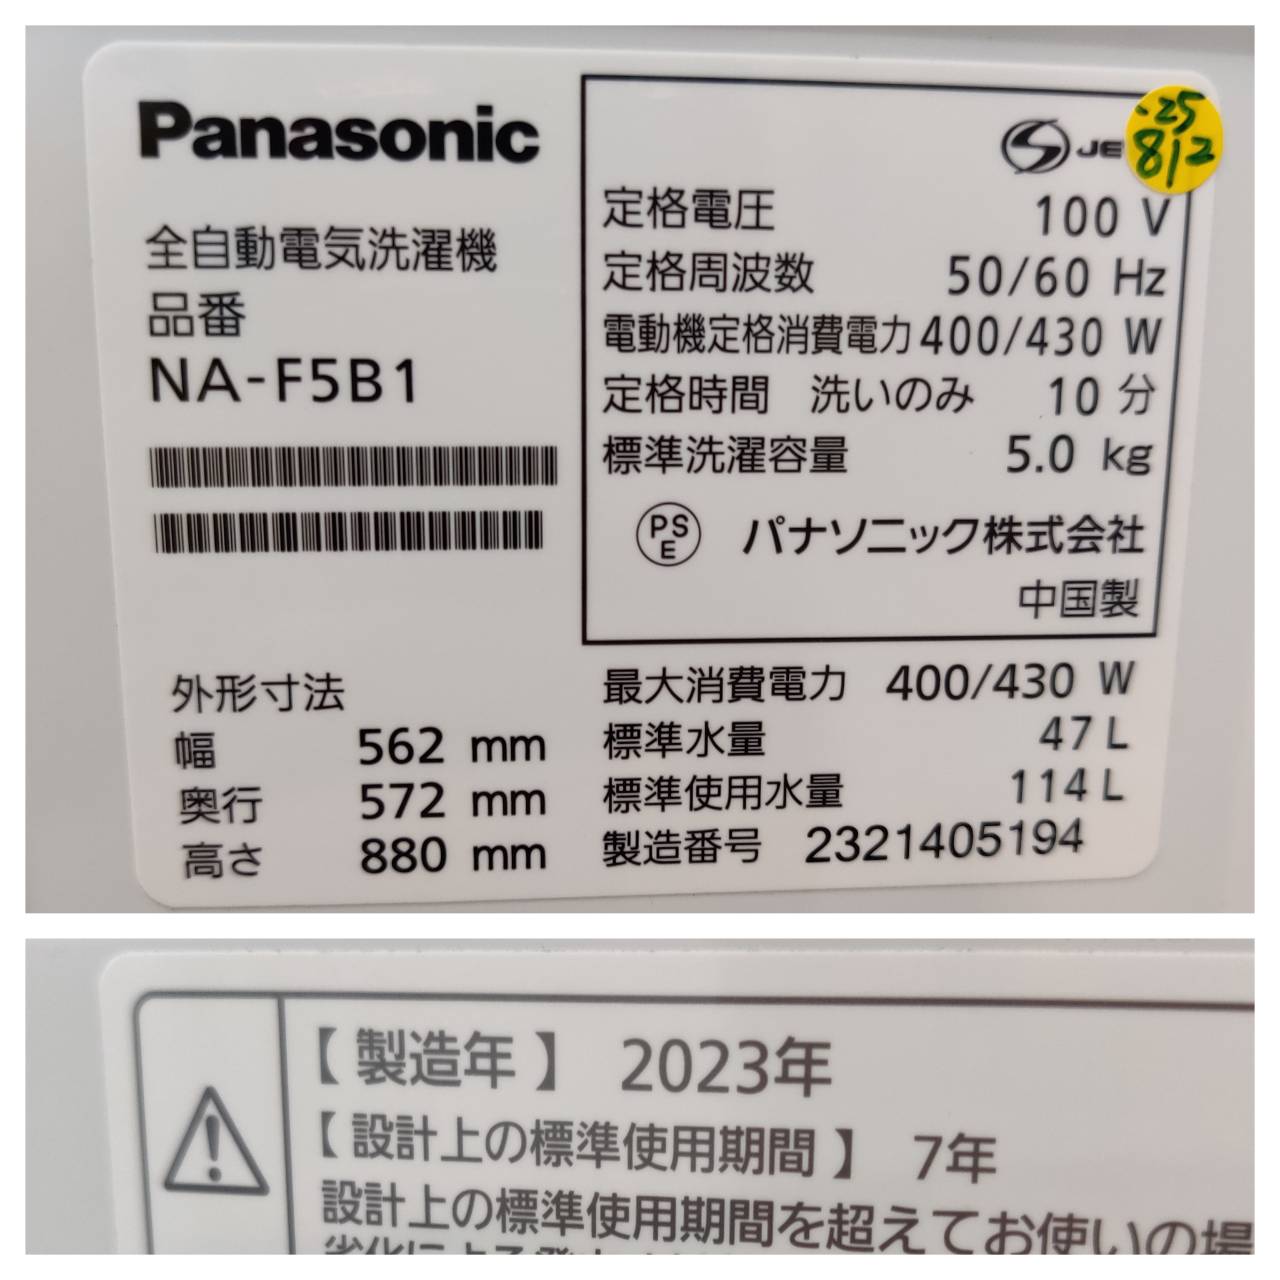 Panasonic
全自動電気洗濯機
品番
NA-F5B1
外形寸法
幅 562 mm
奥行 572 mm
高さ 880 mm
JE
.25
812
定格電圧 100 V
定格周波数 50/60 Hz
電動機定格消費電力 400/430 W
定格時間 洗いのみ 10 分
標準洗濯容量 5.0 kg
PS
E
パナソニック株式会社
中国製
最大消費電力 400/430 W
標準水量 47 L
標準使用水量 114 L
製造番号 2321405194
【 製造年 】 2023年
【 設計上の標準使用期間 】 7年
設計上の標準使用期間を超えてお使いの場